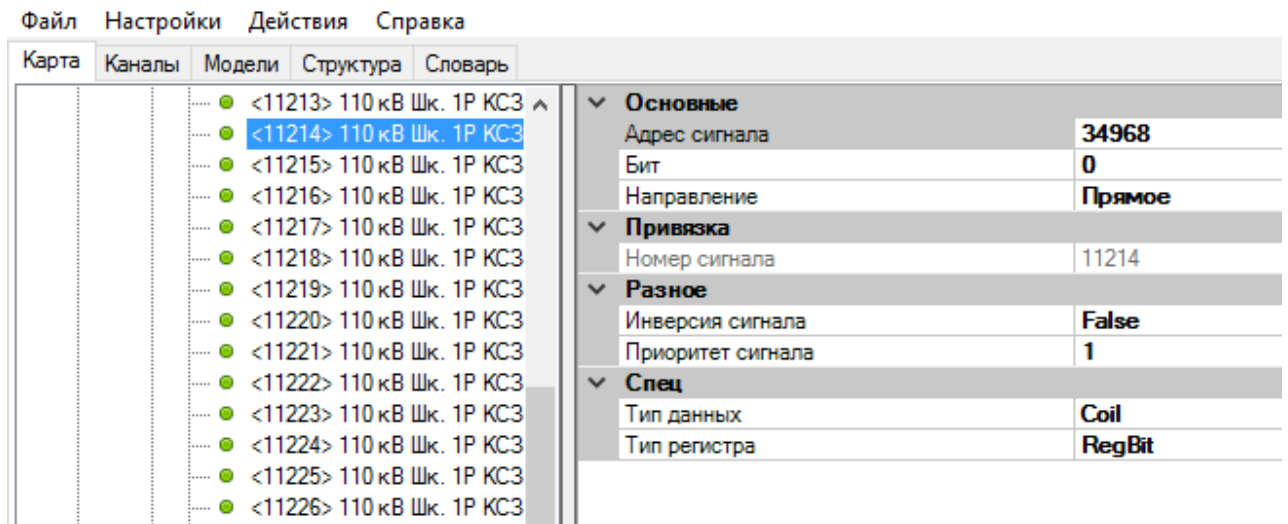 Файл Настройки Действия Справка
Карта Каналы Модели Структура Словарь
<11213> 110 кВ Шк. 1Р КСЗ
<11214> 110 кВ Шк. 1Р КСЗ
<11215> 110 кВ Шк. 1Р КСЗ
<11216> 110 кВ Шк. 1Р КСЗ
<11217> 110 кВ Шк. 1Р КСЗ
<11218> 110 кВ Шк. 1Р КСЗ
<11219> 110 кВ Шк. 1Р КСЗ
<11220> 110 кВ Шк. 1Р КСЗ
<11221> 110 кВ Шк. 1Р КСЗ
<11222> 110 кВ Шк. 1Р КСЗ
<11223> 110 кВ Шк. 1Р КСЗ
<11224> 110 кВ Шк. 1Р КСЗ
<11225> 110 кВ Шк. 1Р КСЗ
<11226> 110 кВ Шк. 1Р КСЗ
Основные
Адрес сигнала 34968
Бит 0
Направление Прямое
Привязка
Номер сигнала 11214
Разное
Инверсия сигнала False
Приоритет сигнала 1
Спец
Тип данных Coil
Тип регистра RegBit